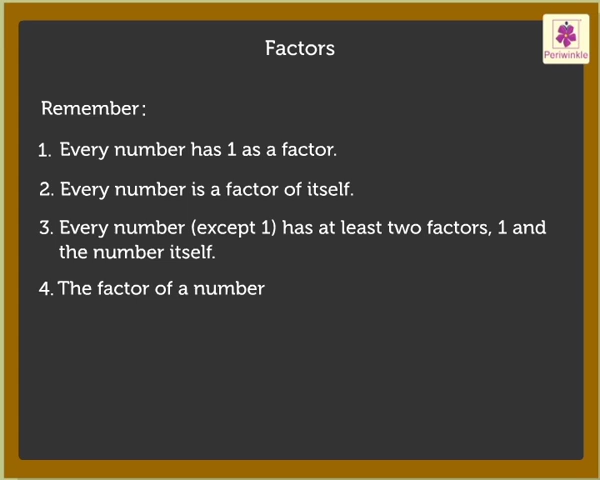 Factors
Periwinkle
Remember:
1. Every number has 1 as a factor.
2. Every number is a factor of itself.
3. Every number (except 1) has at least two factors, 1 and
the number itself.
4. The factor of a number